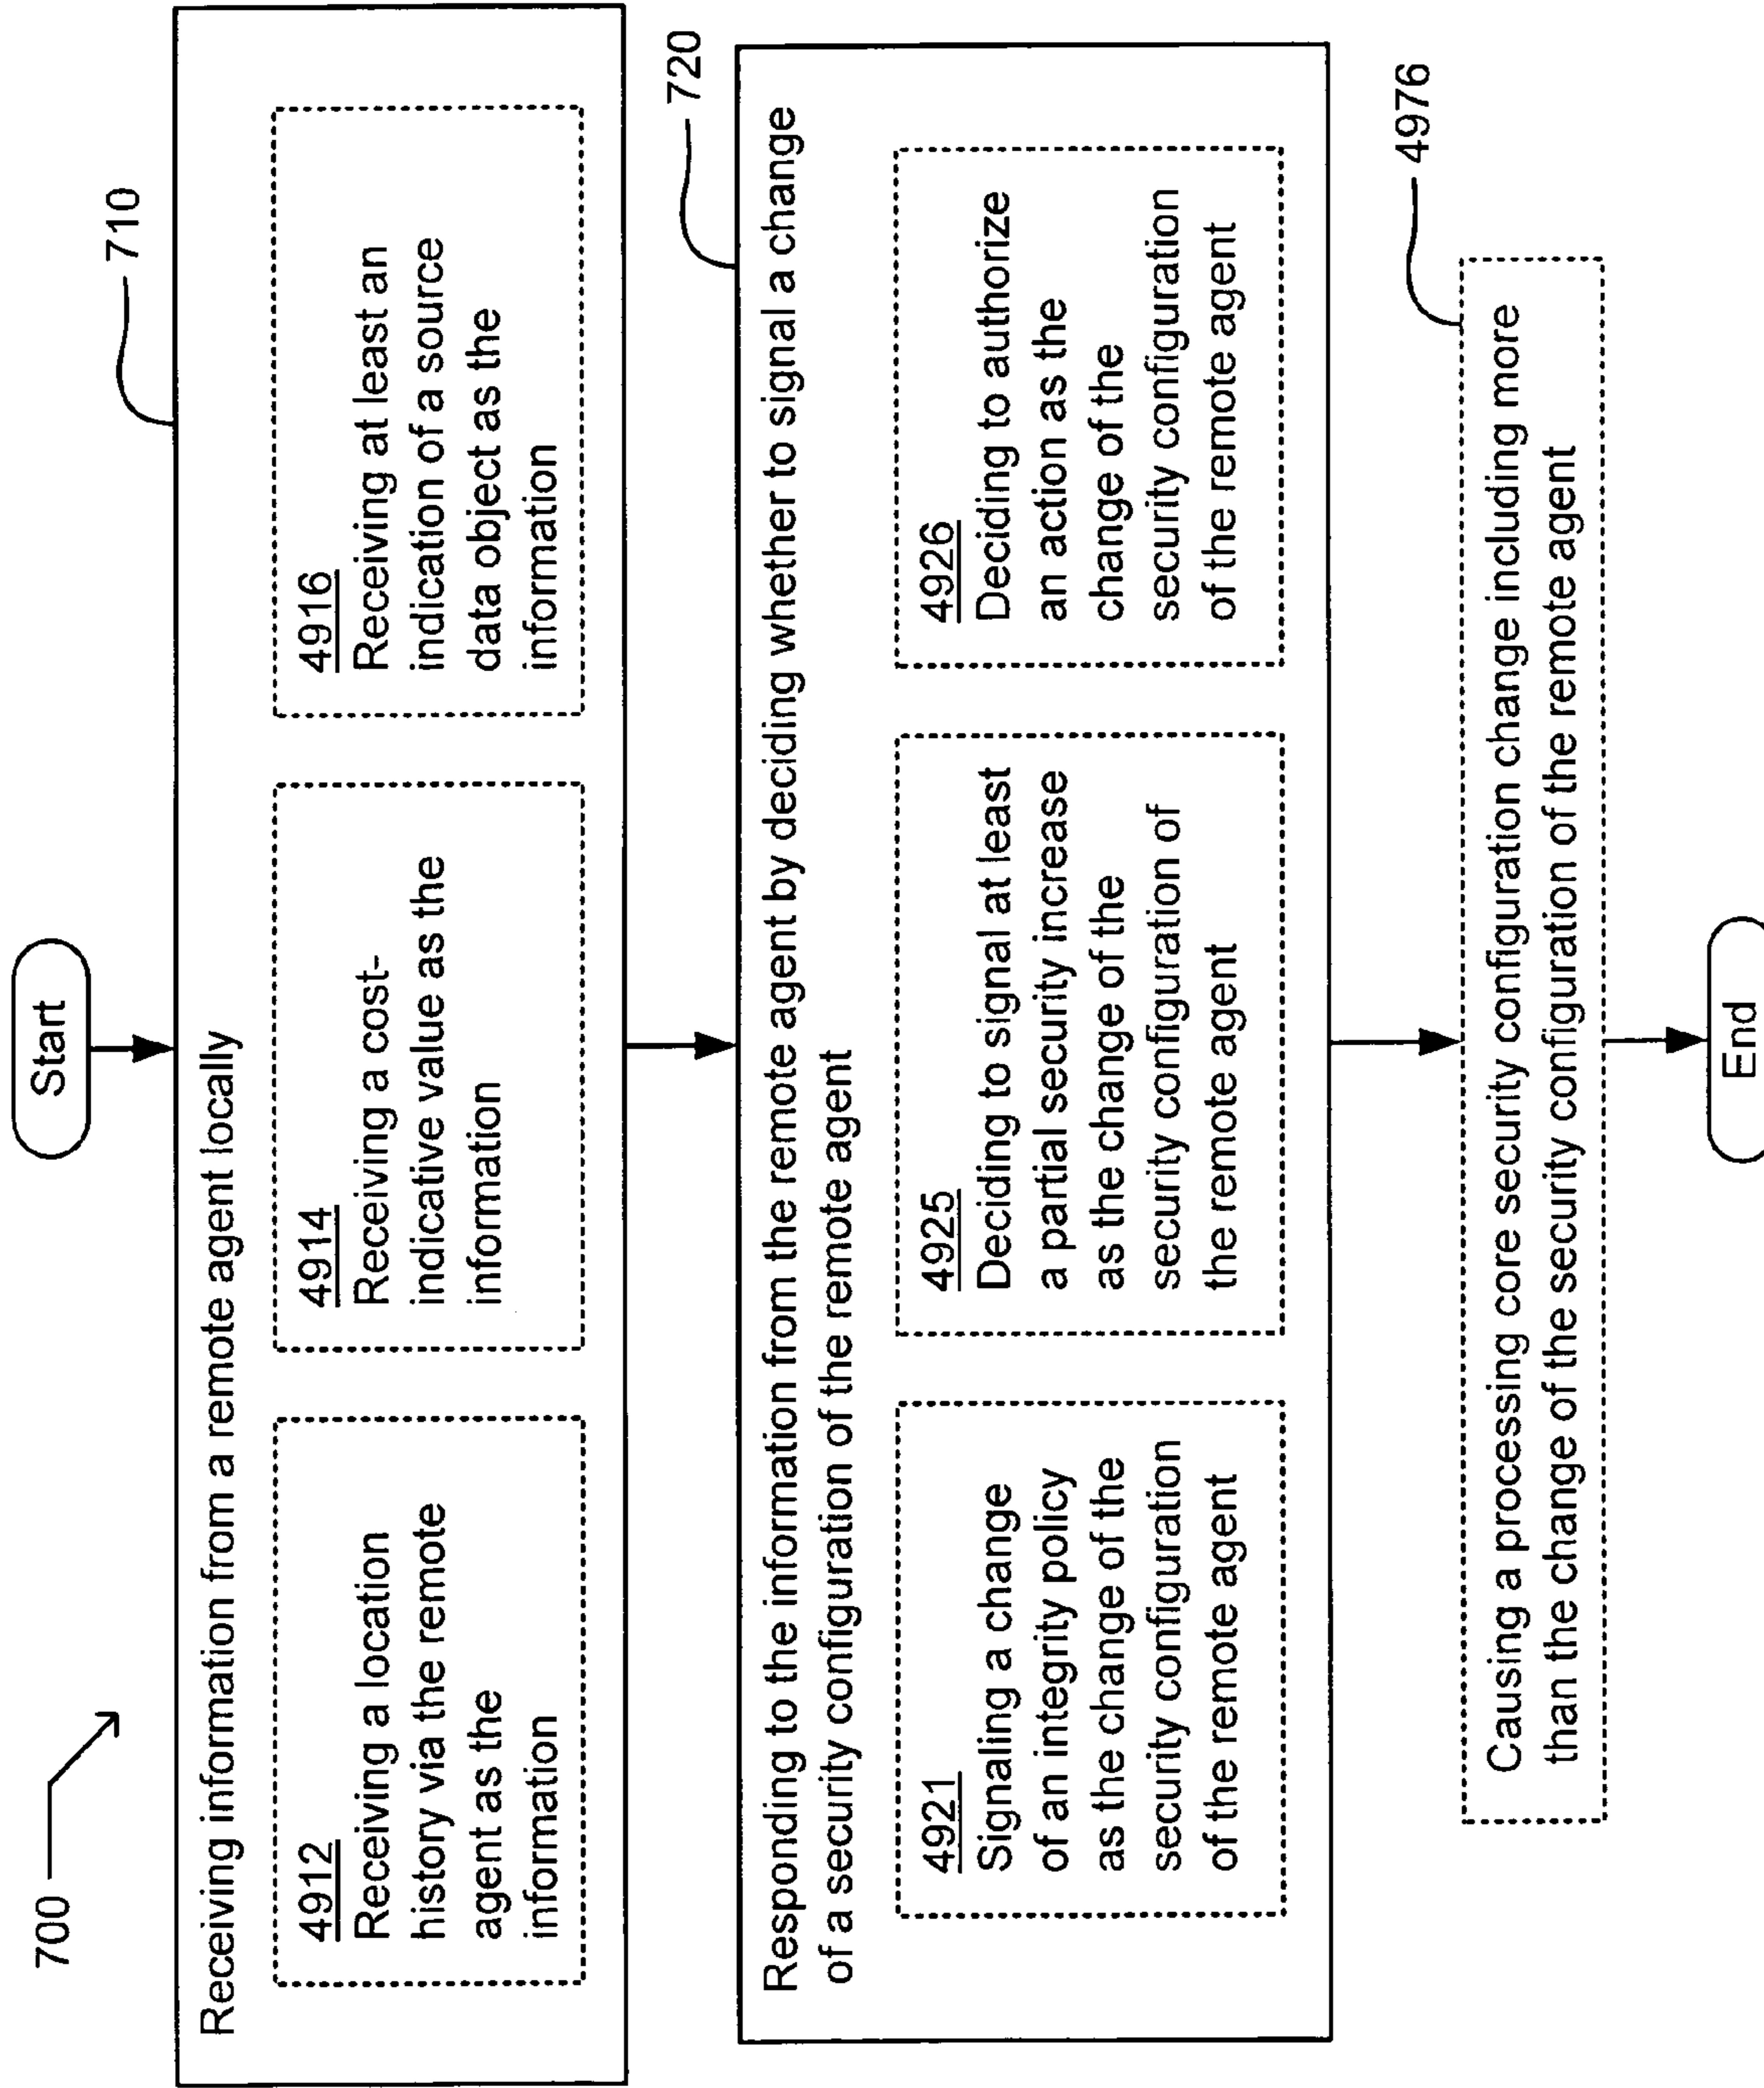 700
Start
710
Receiving information from a remote agent locally
4912
Receiving a location
history via the remote
agent as the
information
4914
Receiving a cost-
indicative value as the
information
4916
Receiving at least an
indication of a source
data object as the
information
720
Responding to the information from the remote agent by deciding whether to signal a change
of a security configuration of the remote agent
4921
Signaling a change
of an integrity policy
as the change of the
security configuration
of the remote agent
4925
Deciding to signal at least
a partial security increase
as the change of the
security configuration of
the remote agent
4926
Deciding to authorize
an action as the
change of the
security configuration
of the remote agent
4976
Causing a processing core security configuration change including more
than the change of the security configuration of the remote agent
End